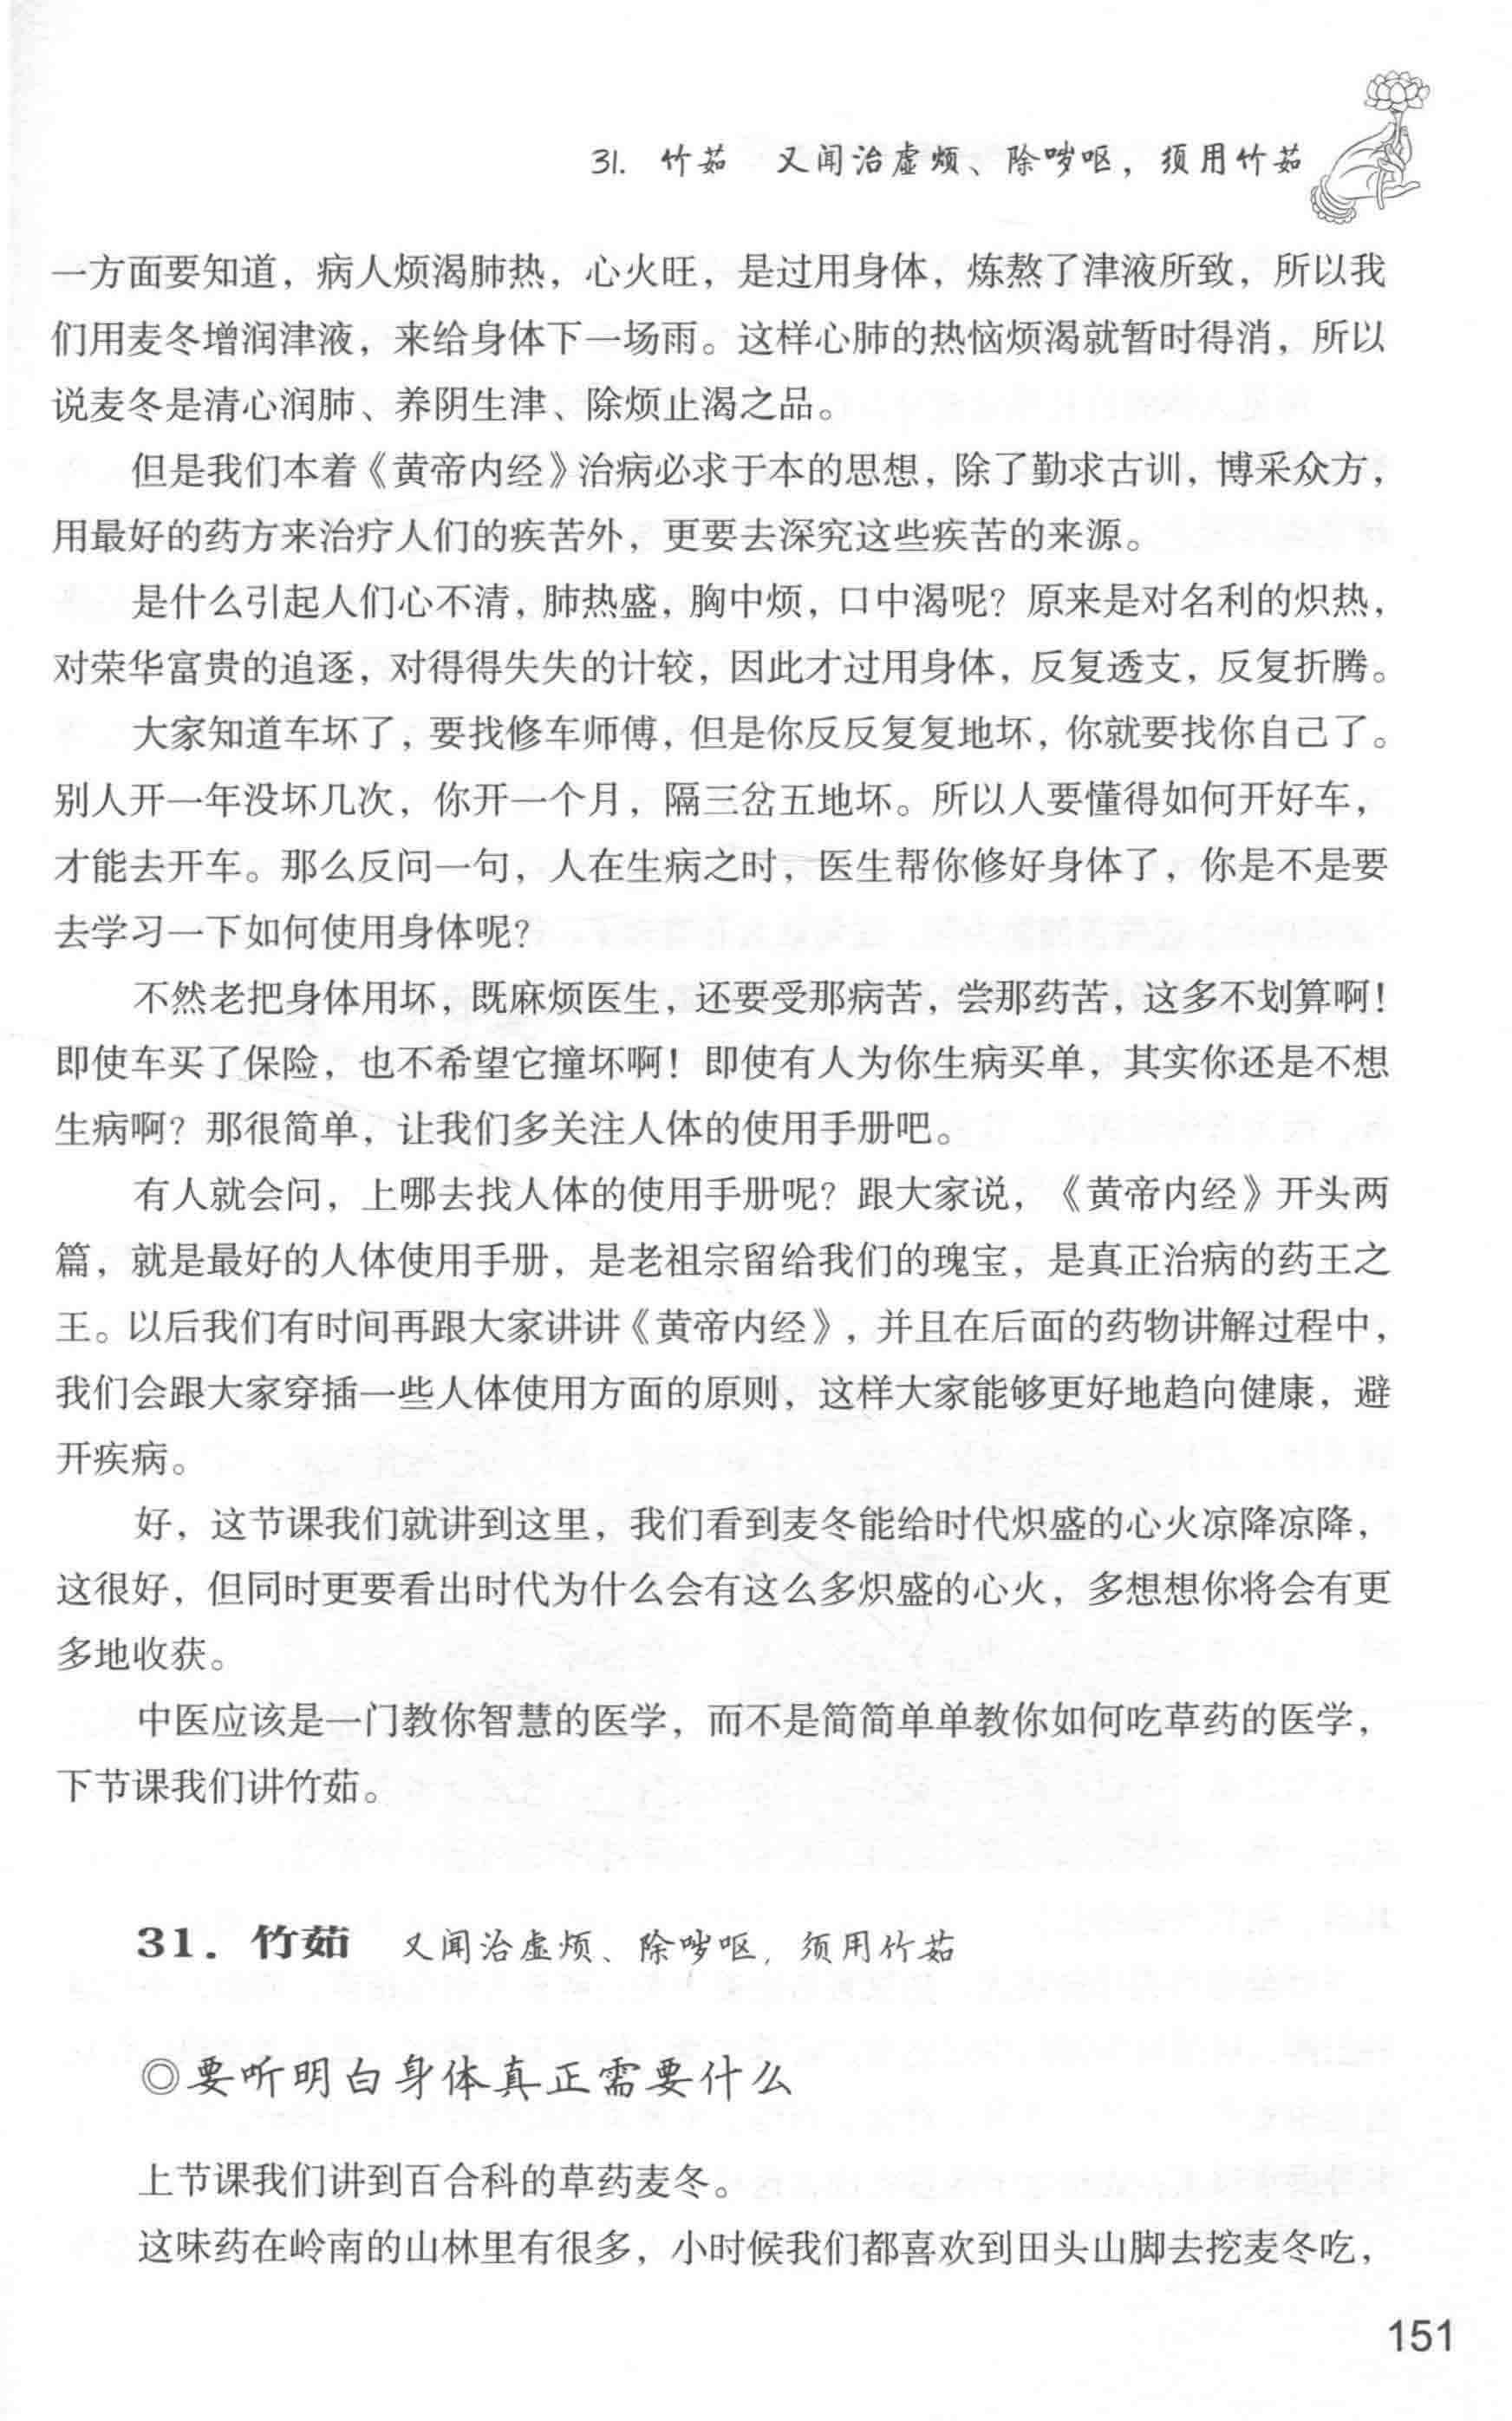 31. 竹茹　又闻治虚烦、除哕呕，须用竹茹
一方面要知道，病人烦渴肺热，心火旺，是过用身体，炼熬了津液所致，所以我
们用麦冬增润津液，来给身体下一场雨。这样心肺的热恼烦渴就暂时得消，所以
说麦冬是清心润肺、养阴生津、除烦止渴之品。
但是我们本着《黄帝内经》治病必求于本的思想，除了勤求古训，博采众方，
用最好的药方来治疗人们的疾苦外，更要去深究这些疾苦的来源。
是什么引起人们心不清，肺热盛，胸中烦，口中渴呢？原来是对名利的炽热，
对荣华富贵的追逐，对得得失失的计较，因此才过用身体，反复透支，反复折腾。
大家知道车坏了，要找修车师傅，但是你反反复复地坏，你就要找你自己了。
别人开一年没坏几次，你开一个月，隔三岔五地坏。所以人要懂得如何开好车，
才能去开车。那么反问一句，人在生病之时，医生帮你修好身体了，你是不是要
去学习一下如何使用身体呢？
不然老把身体用坏，既麻烦医生，还要受那病苦，尝那药苦，这多不划算啊！
即使车买了保险，也不希望它撞坏啊！即使有人为你生病买单，其实你还是不想
生病啊？那很简单，让我们多关注人体的使用手册吧。
有人就会问，上哪去找人体的使用手册呢？跟大家说，《黄帝内经》开头两
篇，就是最好的人体使用手册，是老祖宗留给我们的瑰宝，是真正治病的药王之
王。以后我们有时间再跟大家讲讲《黄帝内经》，并且在后面的药物讲解过程中，
我们会跟大家穿插一些人体使用方面的原则，这样大家能够更好地趋向健康，避
开疾病。
好，这节课我们就讲到这里，我们看到麦冬能给时代炽盛的心火凉降凉降，
这很好，但同时更要看出时代为什么会有这么多炽盛的心火，多想想你将会有更
多地收获。
中医应该是一门教你智慧的医学，而不是简简单单教你如何吃草药的医学，
下节课我们讲竹茹。
31. 竹茹　又闻治虚烦、除哕呕，须用竹茹
◎要听明白身体真正需要什么
上节课我们讲到百合科的草药麦冬。
这味药在岭南的山林里有很多，小时候我们都喜欢到田头山脚去挖麦冬吃，
151